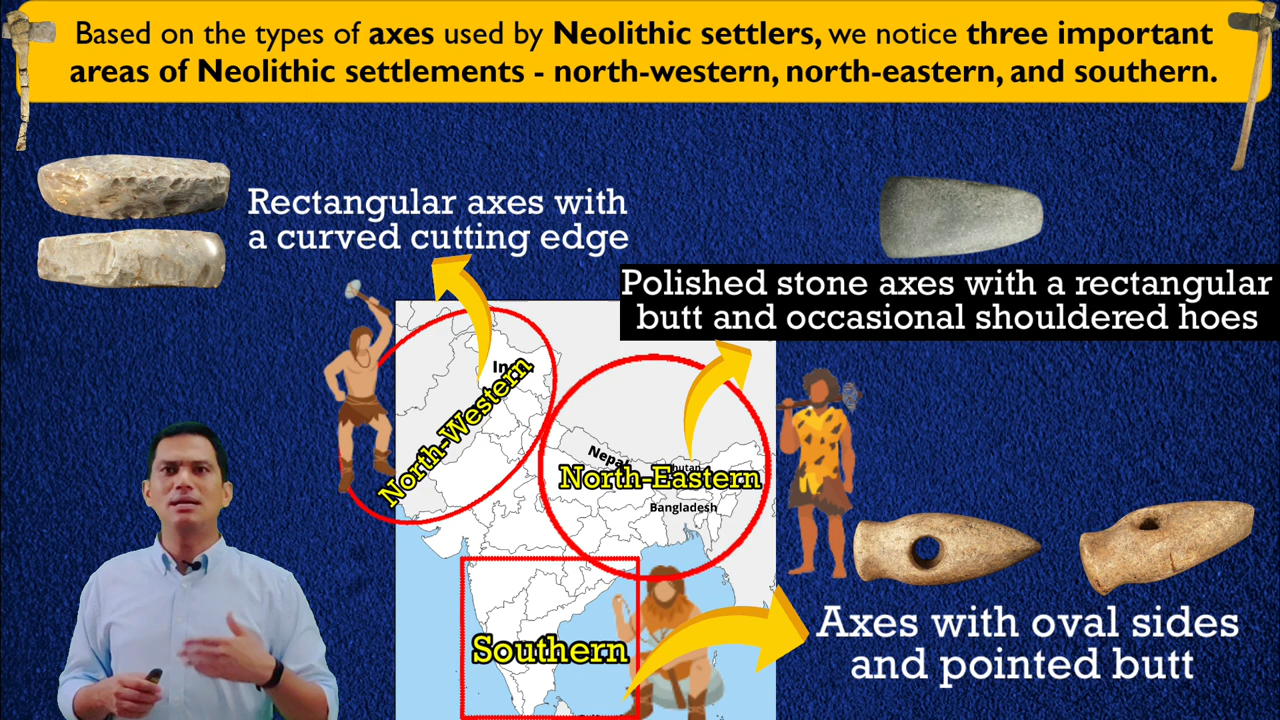 Based on the types of axes used by Neolithic settlers, we notice three important
areas of Neolithic settlements - north-western, north-eastern, and southern.
Rectangular axes with
a curved cutting edge
Polished stone axes with a rectangular
butt and occasional shouldered hoes
North-Western
Nepal
North-Eastern
Bangladesh
Southern
Axes with oval sides
and pointed butt